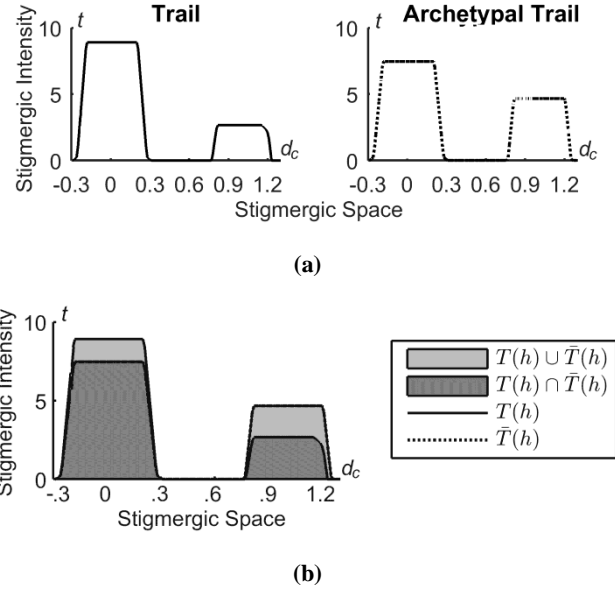 Trail
Archetypal Trail
Stigmergic Intensity
t
10
5
0
-0.3 0 0.3 0.6 0.9 1.2
d_c
t
10
5
0
-0.3 0 0.3 0.6 0.9 1.2
d_c
Stigmergic Space
(a)
Stigmergic Intensity
t
10
5
0
-.3 0 .3 .6 .9 1.2
d_c
Stigmergic Space
T(h) ∪ T̄(h)
T(h) ∩ T̄(h)
T(h)
T̄(h)
(b)